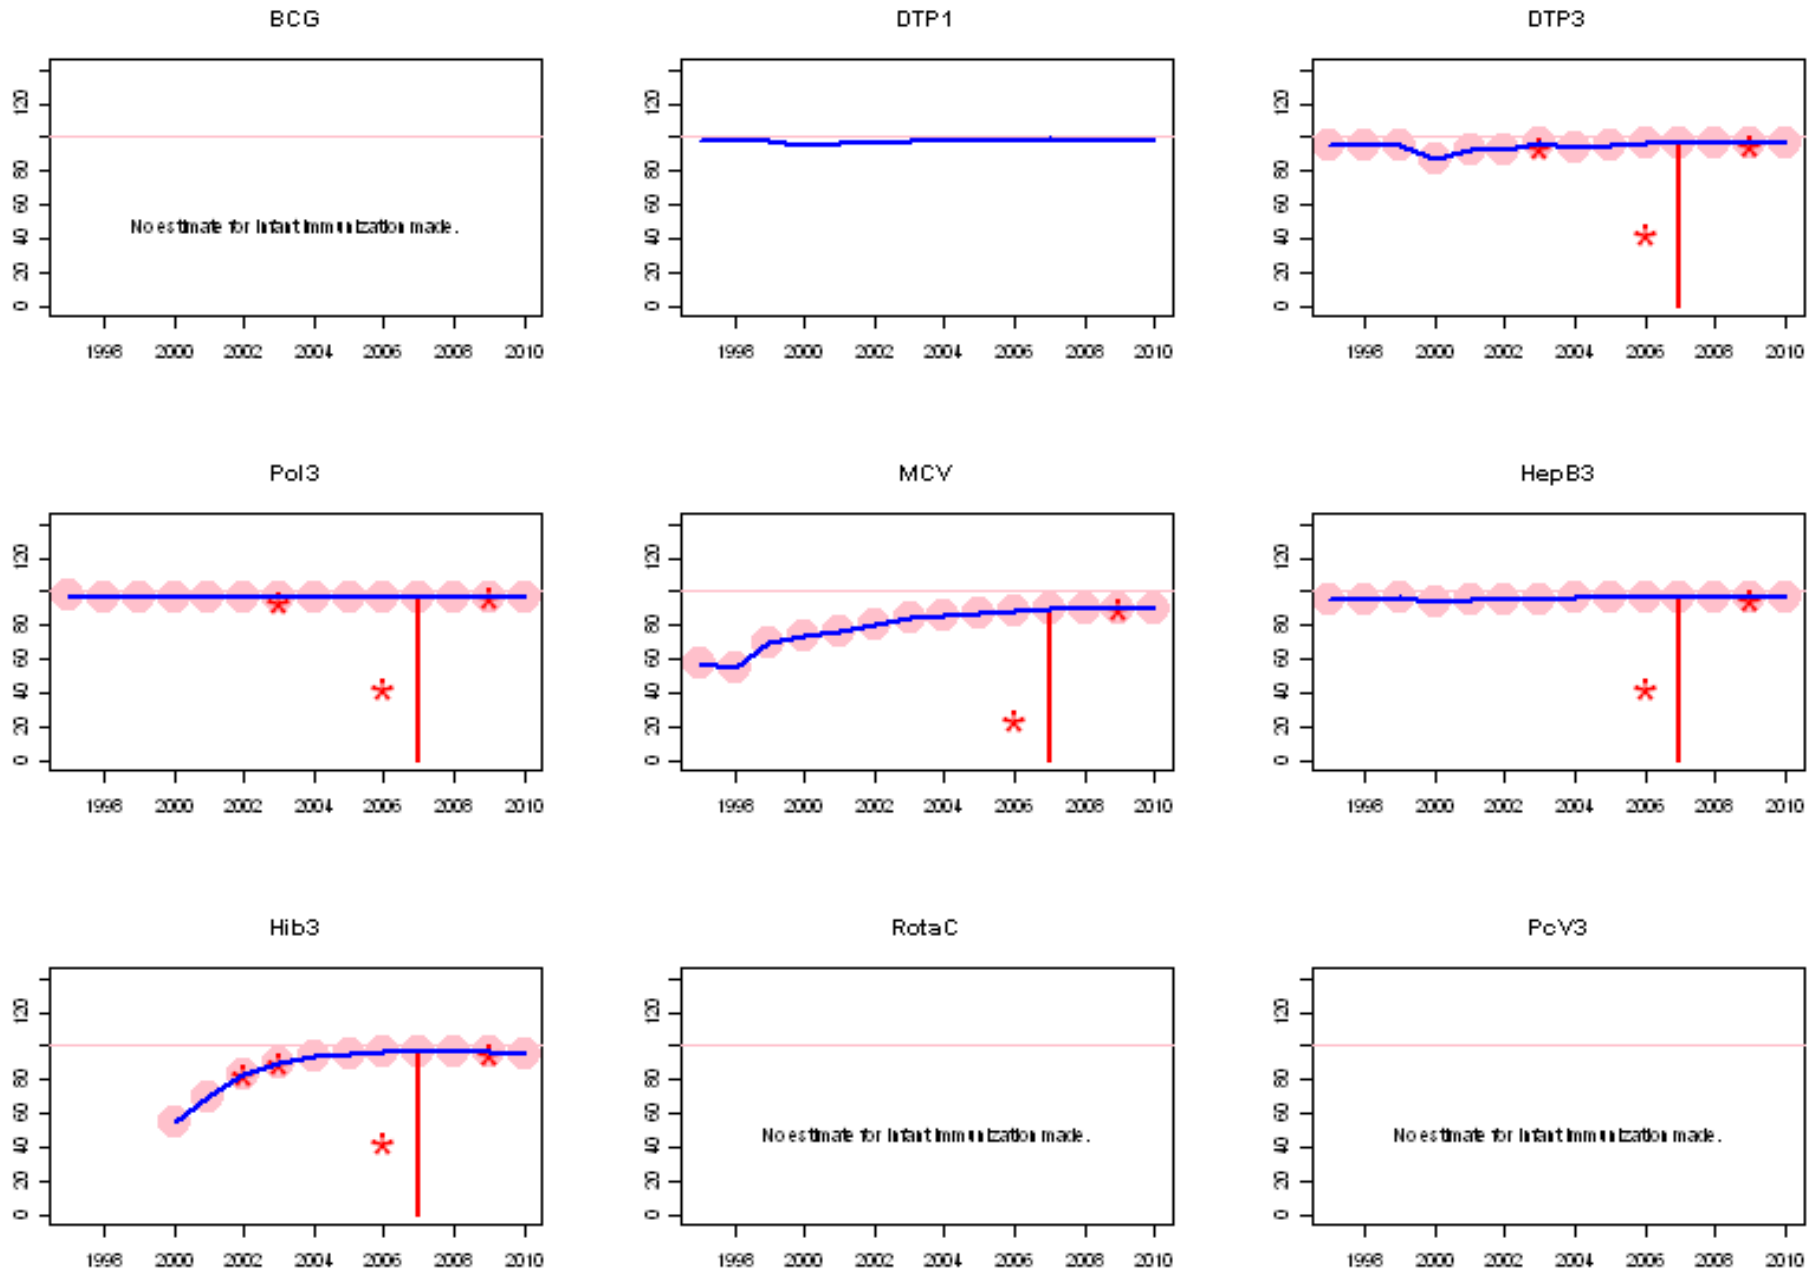 BCG
DTP1
DTP3
0 20 40 60 80 120
1998 2000 2002 2004 2006 2008 2010
No estimate for infant immunization made.
0 20 40 60 80 120
1998 2000 2002 2004 2006 2008 2010
0 20 40 60 80 120
1998 2000 2002 2004 2006 2008 2010
Pol3
MCV
HepB3
0 20 40 60 80 120
1998 2000 2002 2004 2006 2008 2010
0 20 40 60 80 120
1998 2000 2002 2004 2006 2008 2010
0 20 40 60 80 120
1998 2000 2002 2004 2006 2008 2010
Hib3
RotaC
PcV3
0 20 40 60 80 120
1998 2000 2002 2004 2006 2008 2010
0 20 40 60 80 120
No estimate for infant immunization made.
1998 2000 2002 2004 2006 2008 2010
0 20 40 60 80 120
No estimate for infant immunization made.
1998 2000 2002 2004 2006 2008 2010